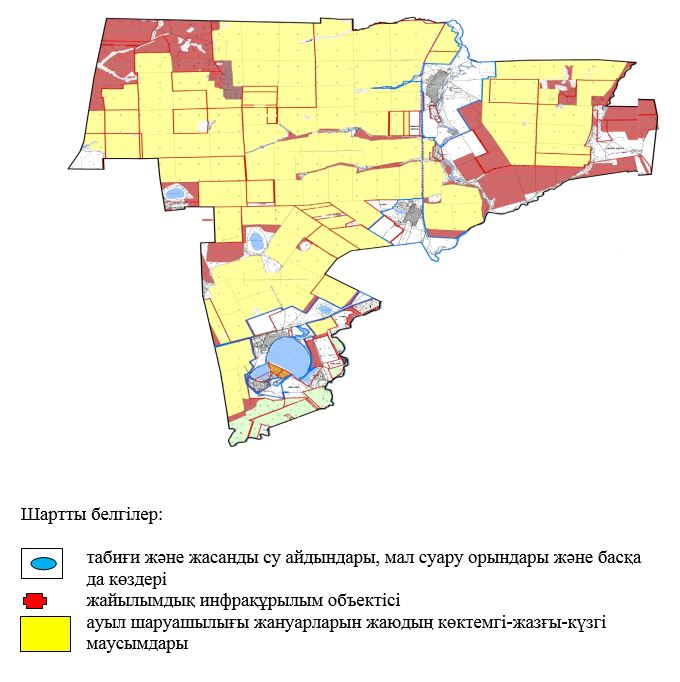 Шартты белгілер:
табиғи және жасанды су айдындары, мал суару орындары және басқа
да көздері
жайылымдық инфрақұрылым объектісі
ауыл шаруашылығы жануарларын жаюдың көктемгі-жазғы-күзгі
маусымдары